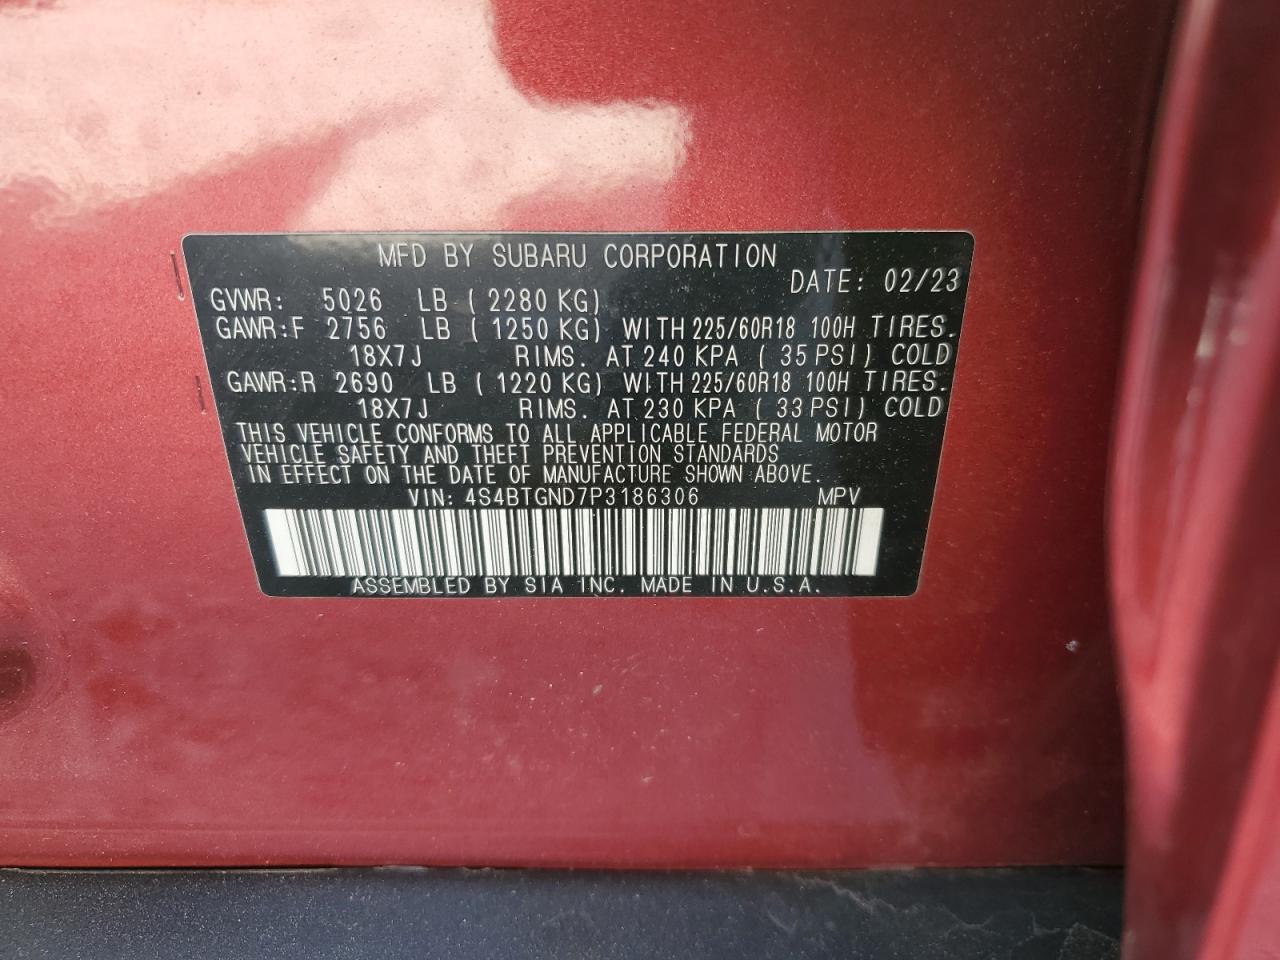 MFD BY SUBARU CORPORATION
DATE: 02/23
GVWR: 5026 LB ( 2280 KG)
GAWR:F 2756 LB ( 1250 KG) WITH 225/60R18 100H TIRES.
18X7J RIMS. AT 240 KPA ( 35 PSI) COLD
GAWR:R 2690 LB ( 1220 KG) WITH 225/60R18 100H TIRES.
18X7J RIMS. AT 230 KPA ( 33 PSI) COLD
THIS VEHICLE CONFORMS TO ALL APPLICABLE FEDERAL MOTOR
VEHICLE SAFETY AND THEFT PREVENTION STANDARDS
IN EFFECT ON THE DATE OF MANUFACTURE SHOWN ABOVE.
VIN: 4S4BTGND7P3186306 MPV
ASSEMBLED BY SIA INC. MADE IN U.S.A.